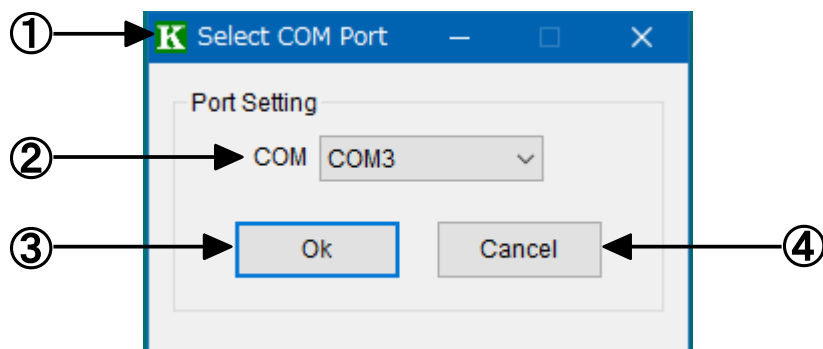 ① K Select COM Port
Port Setting
② COM COM3
③ Ok Cancel ④